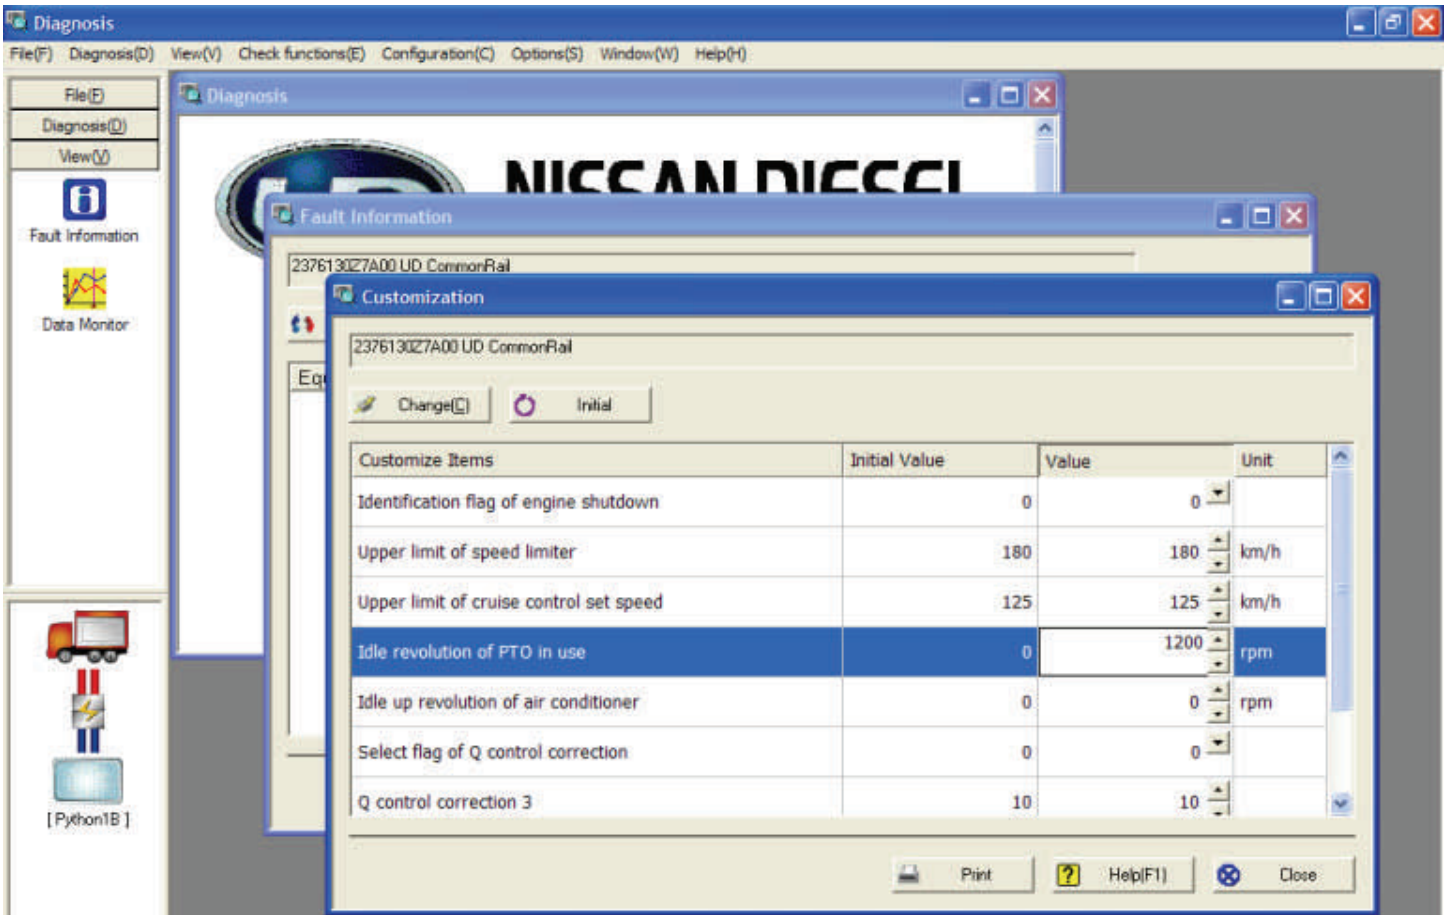 Diagnosis
File(F) Diagnosis(D) View(V) Check functions(E) Configuration(C) Options(S) Window(W) Help(H)
File(F)
Diagnosis(D)
View(V)
Fault Information
Data Monitor
[ Python1B ]
Diagnosis
NISSAN DIESEL
Fault Information
2376130Z7A00 UD CommonRail
Customization
2376130Z7A00 UD CommonRail
Change(C) Initial
Customize Items Initial Value Value Unit
Identification flag of engine shutdown 0 0
Upper limit of speed limiter 180 180 km/h
Upper limit of cruise control set speed 125 125 km/h
Idle revolution of PTO in use 0 1200 rpm
Idle up revolution of air conditioner 0 0 rpm
Select flag of Q control correction 0 0
Q control correction 3 10 10
Print Help(F1) Close